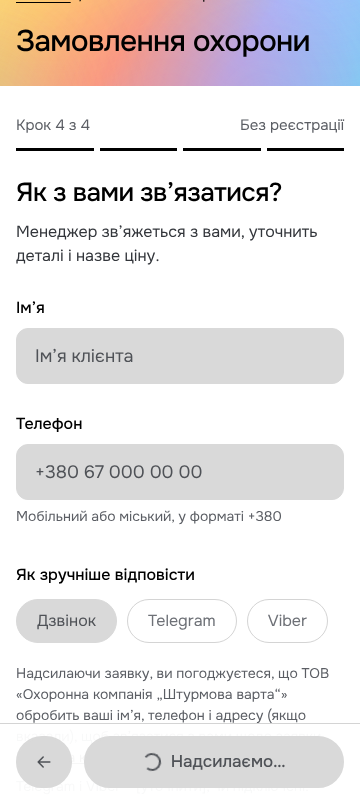 Замовлення охорони
Крок 4 з 4
Без реєстрації
Як з вами зв’язатися?
Менеджер зв’яжеться з вами, уточнить
деталі і назве ціну.
Ім’я
Ім’я клієнта
Телефон
+380 67 000 00 00
Мобільний або міський, у форматі +380
Як зручніше відповісти
Дзвінок
Telegram
Viber
Надсилаючи заявку, ви погоджуєтеся, що ТОВ
«Охоронна компанія „Штурмова варта“»
обробить ваші ім’я, телефон і адресу (якщо
Надсилаємо…